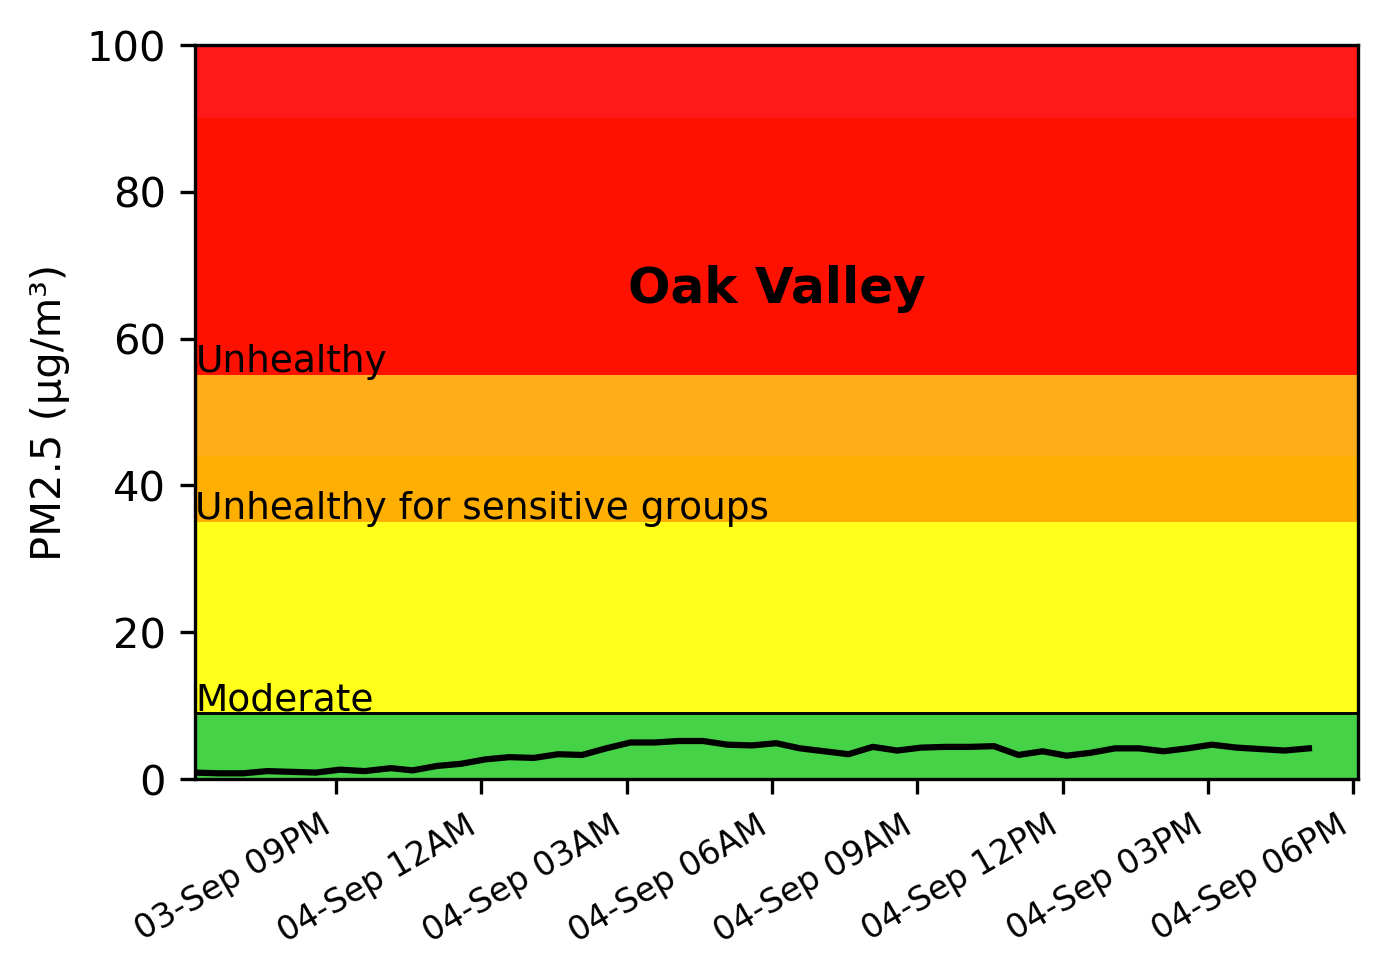 100
80
60
40
20
0
PM2.5 (µg/m³)
Oak Valley
Unhealthy
Unhealthy for sensitive groups
Moderate
03-Sep 09PM
04-Sep 12AM
04-Sep 03AM
04-Sep 06AM
04-Sep 09AM
04-Sep 12PM
04-Sep 03PM
04-Sep 06PM